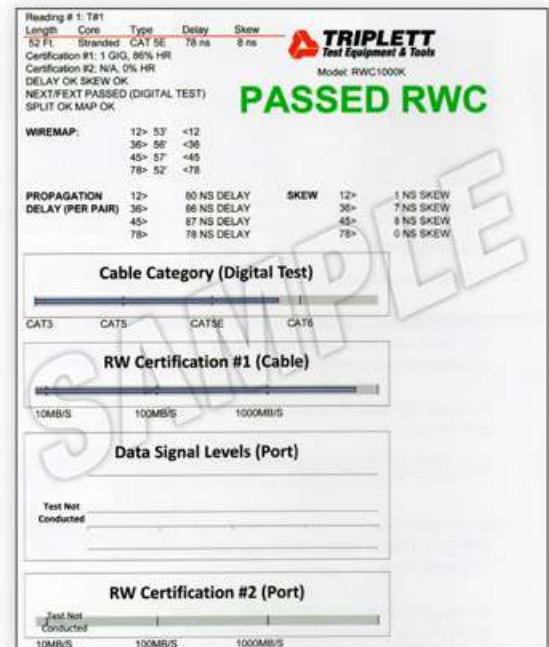 Reading # 1: T#1
Length Core Type Delay Skew
52 Ft. Stranded CAT 5E 78 ns 8 ns
Certification #1: 1 GIG, 86% HR
Certification #2: N/A, 0% HR
DELAY OK SKEW OK
NEXT/FEXT PASSED (DIGITAL TEST)
SPLIT OK MAP OK
TRIPLETT
Test Equipment & Tools
Model: RWC1000K
PASSED RWC
WIREMAP: 12> 53' <12
36> 56' <36
45> 57' <45
78> 52' <78
PROPAGATION 12> 80 NS DELAY SKEW 12> 1 NS SKEW
DELAY (PER PAIR) 36> 86 NS DELAY 36> 7 NS SKEW
45> 87 NS DELAY 45> 8 NS SKEW
78> 78 NS DELAY 78> 0 NS SKEW
SAMPLE
Cable Category (Digital Test)
CAT3 CAT5 CAT5E CAT6
RW Certification #1 (Cable)
10MB/S 100MB/S 1000MB/S
Data Signal Levels (Port)
Test Not
Conducted
RW Certification #2 (Port)
Test Not
Conducted
10MB/S 100MB/S 1000MB/S